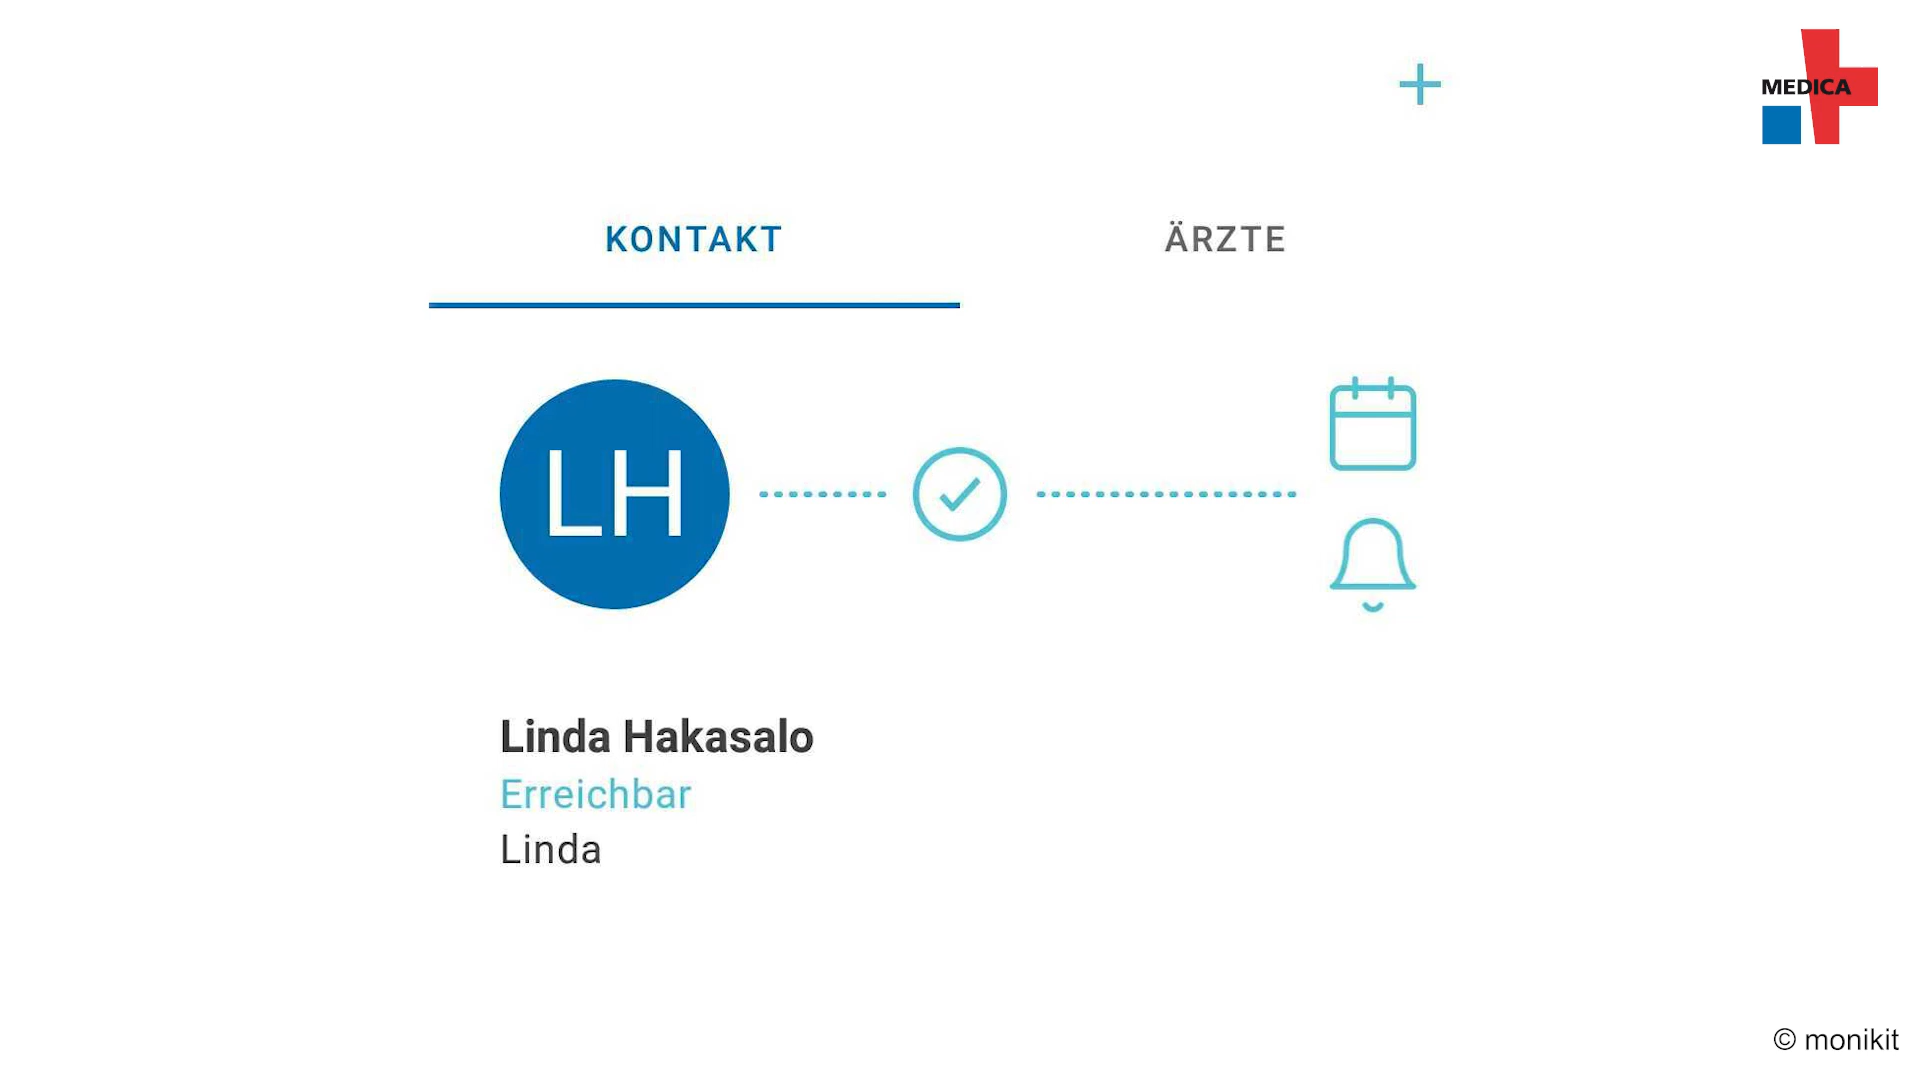 MEDICA
KONTAKT
ÄRZTE
LH
Linda Hakasalo
Erreichbar
Linda
© monikit